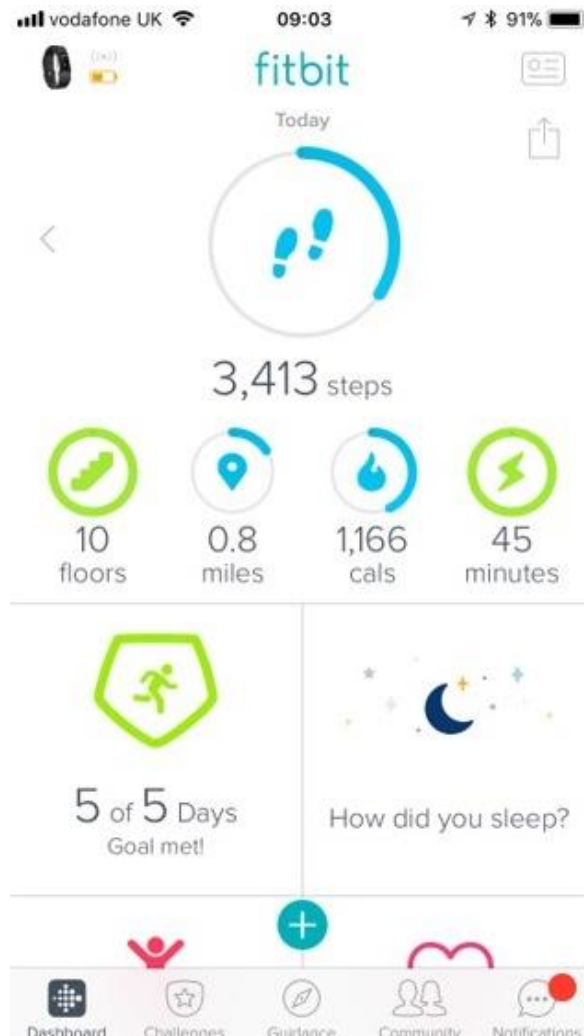 vodafone UK 09:03 91%
fitbit
Today
3,413 steps
10 0.8 1,166 45
floors miles cals minutes
5 of 5 Days
Goal met!
How did you sleep?
Dashboard Challenges Guidance Community Notifications